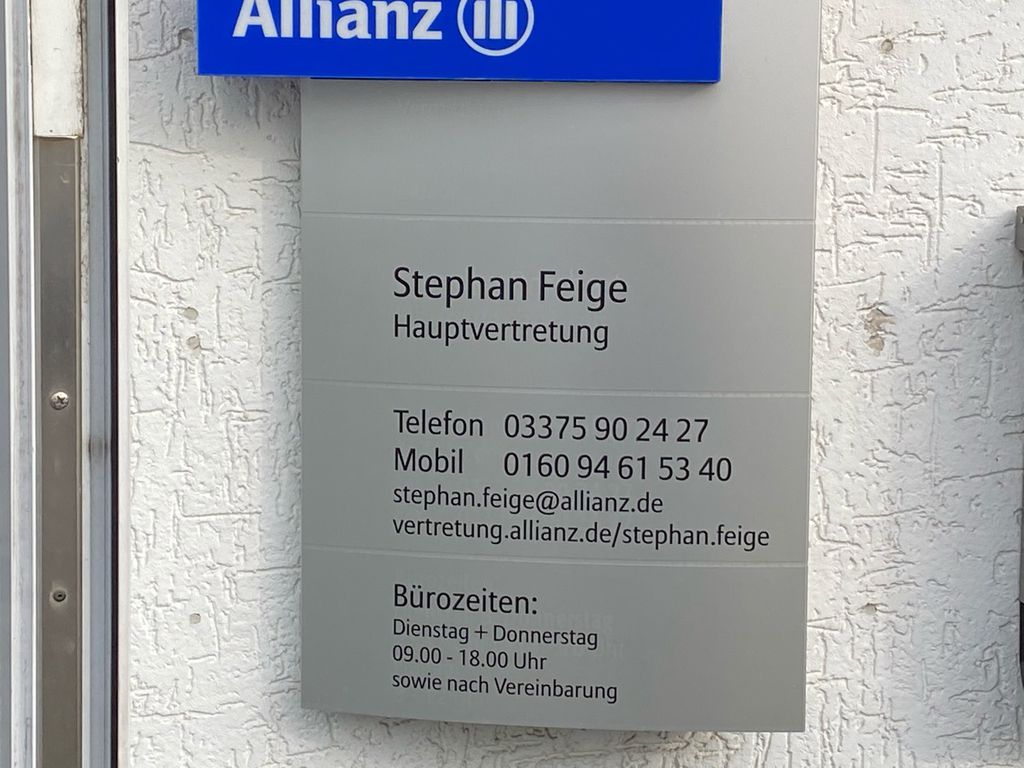 Allianz
Stephan Feige
Hauptvertretung
Telefon 03375 90 24 27
Mobil 0160 94 61 53 40
stephan.feige@allianz.de
vertretung.allianz.de/stephan.feige
Bürozeiten:
Dienstag + Donnerstag
09.00 - 18.00 Uhr
sowie nach Vereinbarung